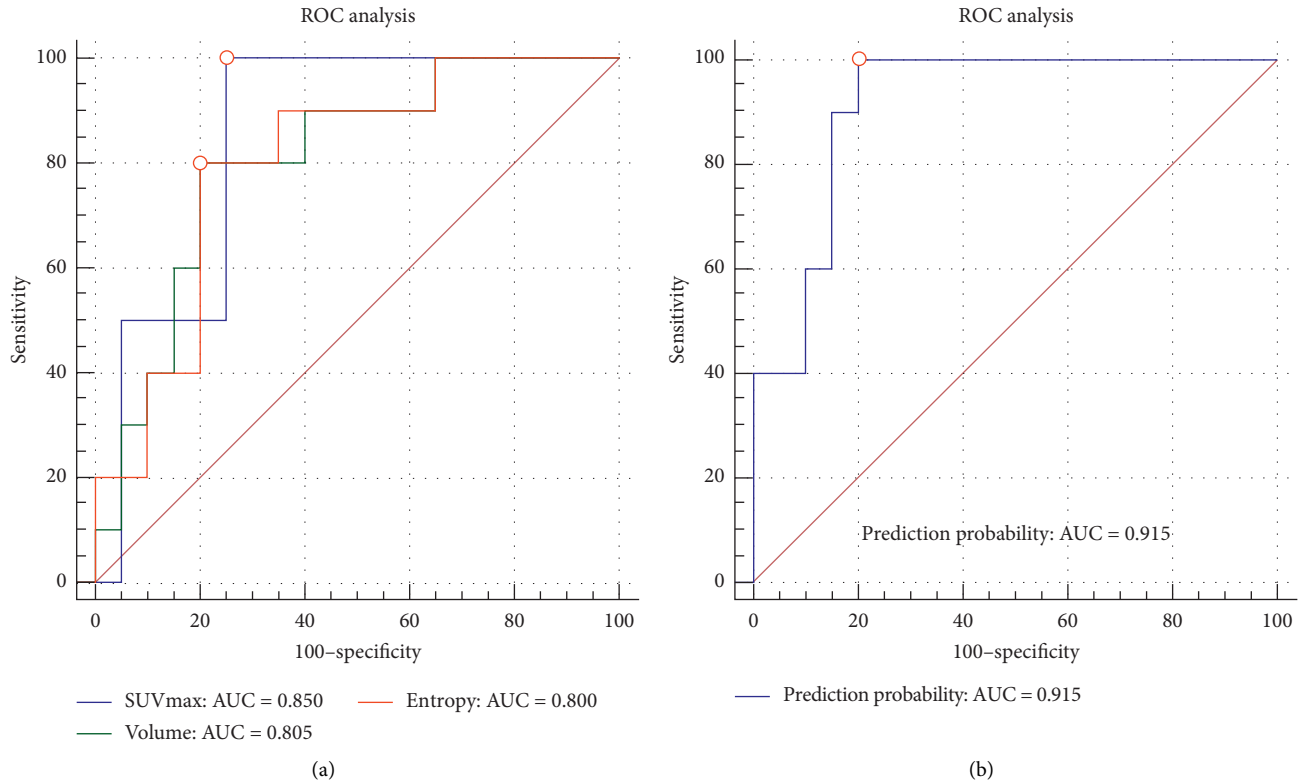 ROC analysis
100
80
60
40
20
0
Sensitivity
0 20 40 60 80 100
100–specificity
SUVmax: AUC = 0.850
Entropy: AUC = 0.800
Volume: AUC = 0.805
(a)
ROC analysis
100
80
60
40
20
0
Sensitivity
Prediction probability: AUC = 0.915
0 20 40 60 80 100
100–specificity
Prediction probability: AUC = 0.915
(b)